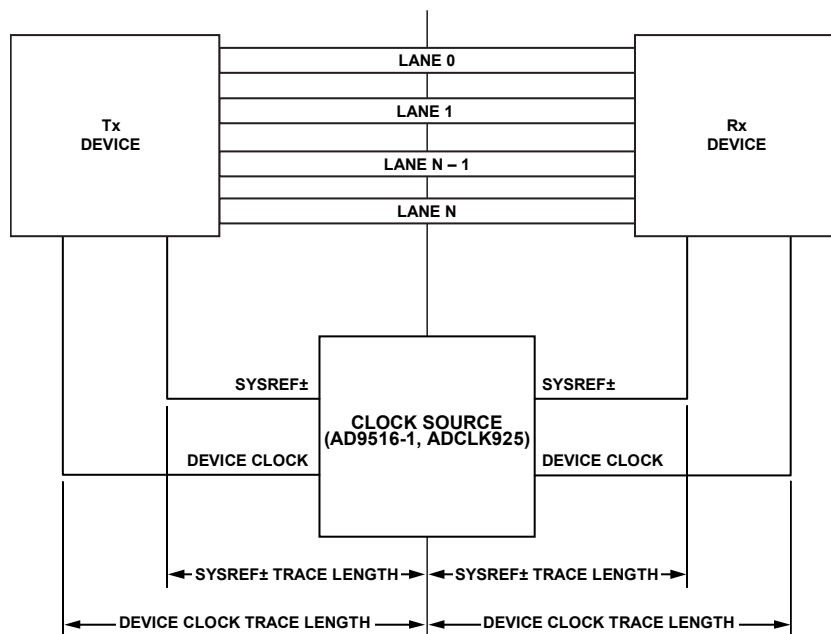 LANE 0
Tx
DEVICE
LANE 1
Rx
DEVICE
LANE N – 1
LANE N
SYSREF±
SYSREF±
CLOCK SOURCE
(AD9516-1, ADCLK925)
DEVICE CLOCK
DEVICE CLOCK
SYSREF± TRACE LENGTH
SYSREF± TRACE LENGTH
DEVICE CLOCK TRACE LENGTH
DEVICE CLOCK TRACE LENGTH